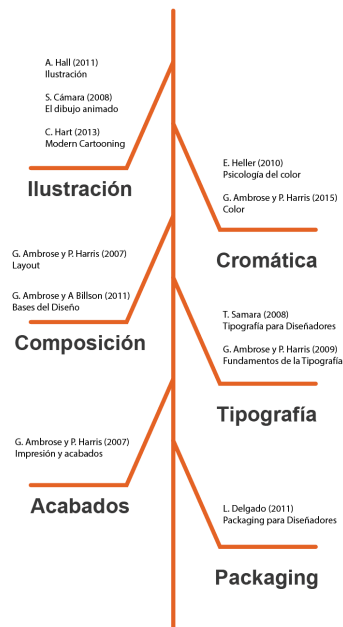 A. Hall (2011)
Ilustración
S. Cámara (2008)
El dibujo animado
C. Hart (2013)
Modern Cartooning
Ilustración
E. Heller (2010)
Psicología del color
G. Ambrose y P. Harris (2015)
Color
Cromática
G. Ambrose y P. Harris (2007)
Layout
G. Ambrose y A Billson (2011)
Bases del Diseño
Composición
T. Samara (2008)
Tipografía para Diseñadores
G. Ambrose y P. Harris (2009)
Fundamentos de la Tipografía
Tipografía
G. Ambrose y P. Harris (2007)
Impresión y acabados
Acabados
L. Delgado (2011)
Packaging para Diseñadores
Packaging